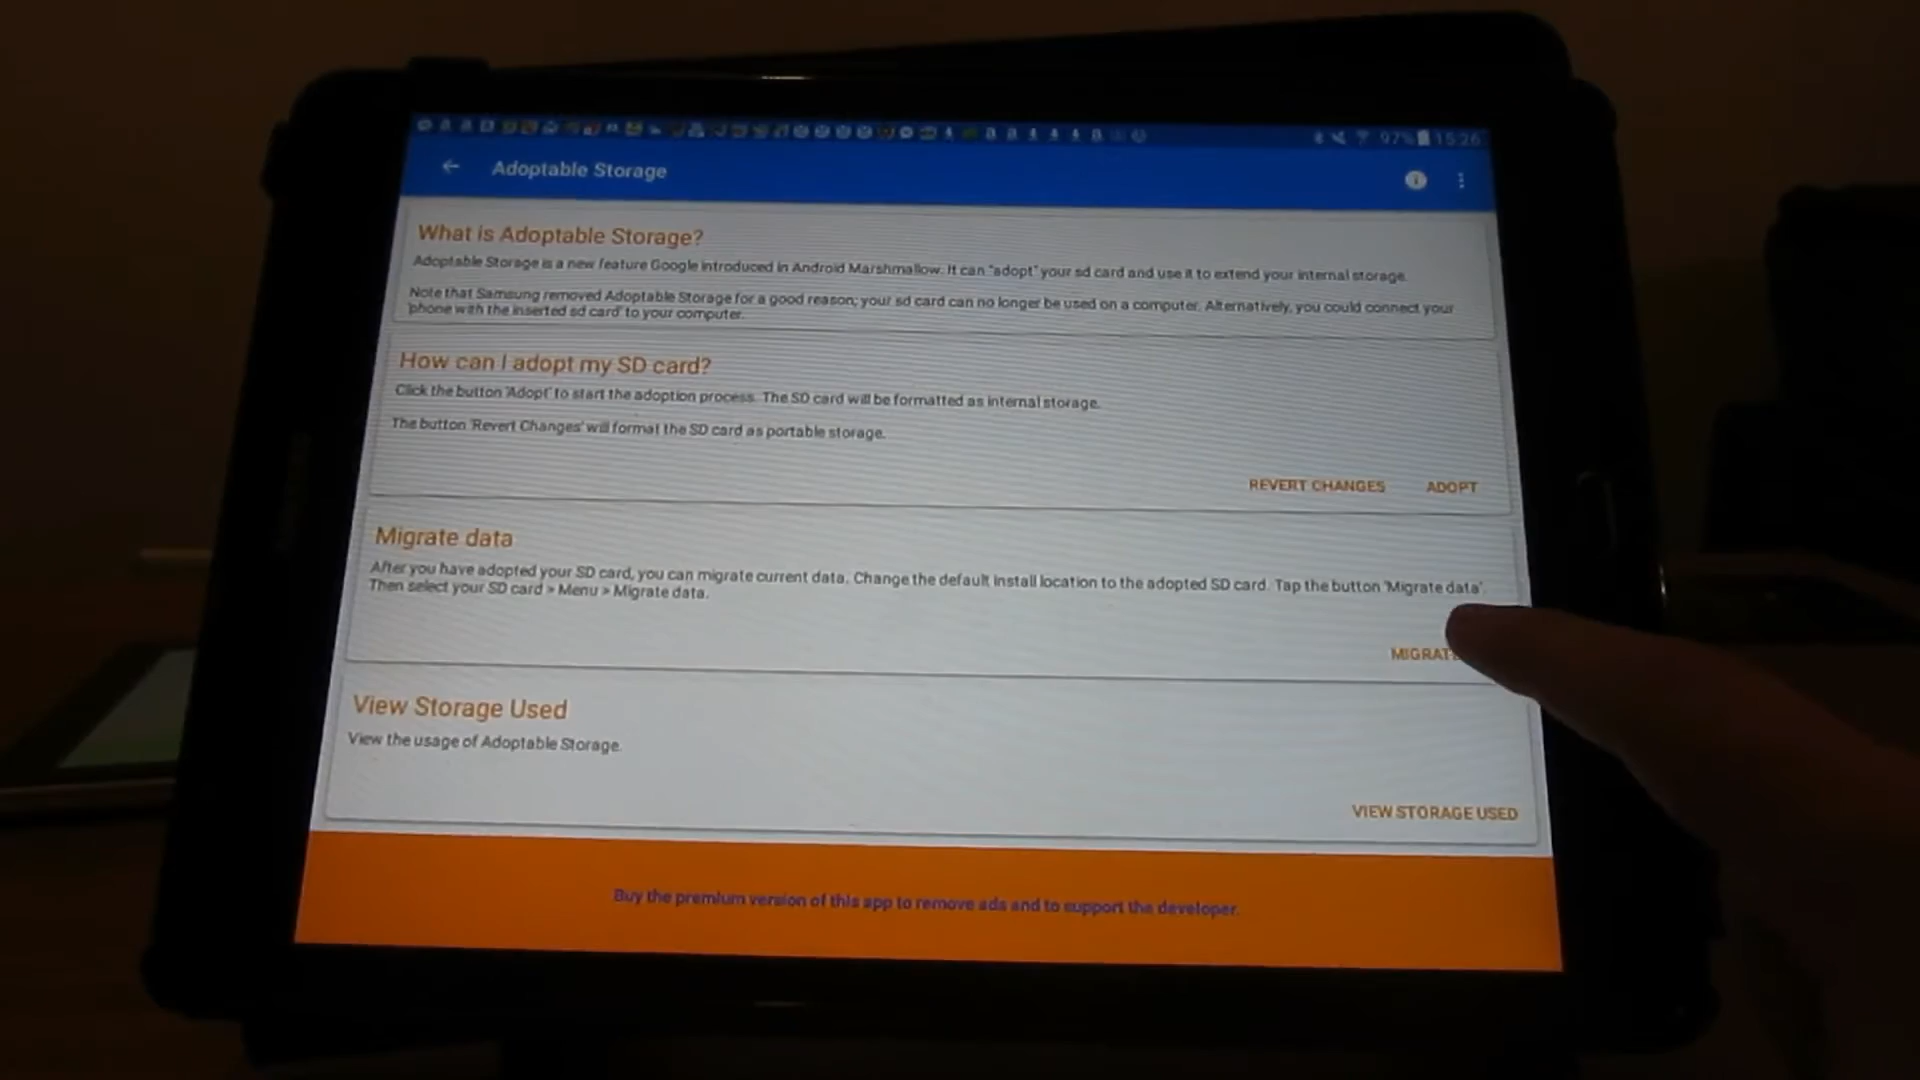 97% 15:26
Adoptable Storage
What is Adoptable Storage?
Adoptable Storage is a new feature Google introduced in Android Marshmallow. It can "adopt" your sd card and use it to extend your internal storage.
Note that Samsung removed Adoptable Storage for a good reason; your sd card can no longer be used on a computer. Alternatively, you could connect your
'phone with the inserted sd card' to your computer.
How can I adopt my SD card?
Click the button 'Adopt' to start the adoption process. The SD card will be formatted as internal storage.
The button 'Revert Changes' will format the SD card as portable storage.
REVERT CHANGES ADOPT
Migrate data
After you have adopted your SD card, you can migrate current data. Change the default install location to the adopted SD card. Tap the button 'Migrate data'.
Then select your SD card > Menu > Migrate data.
MIGRAT
View Storage Used
View the usage of Adoptable Storage.
VIEW STORAGE USED
Buy the premium version of this app to remove ads and to support the developer.